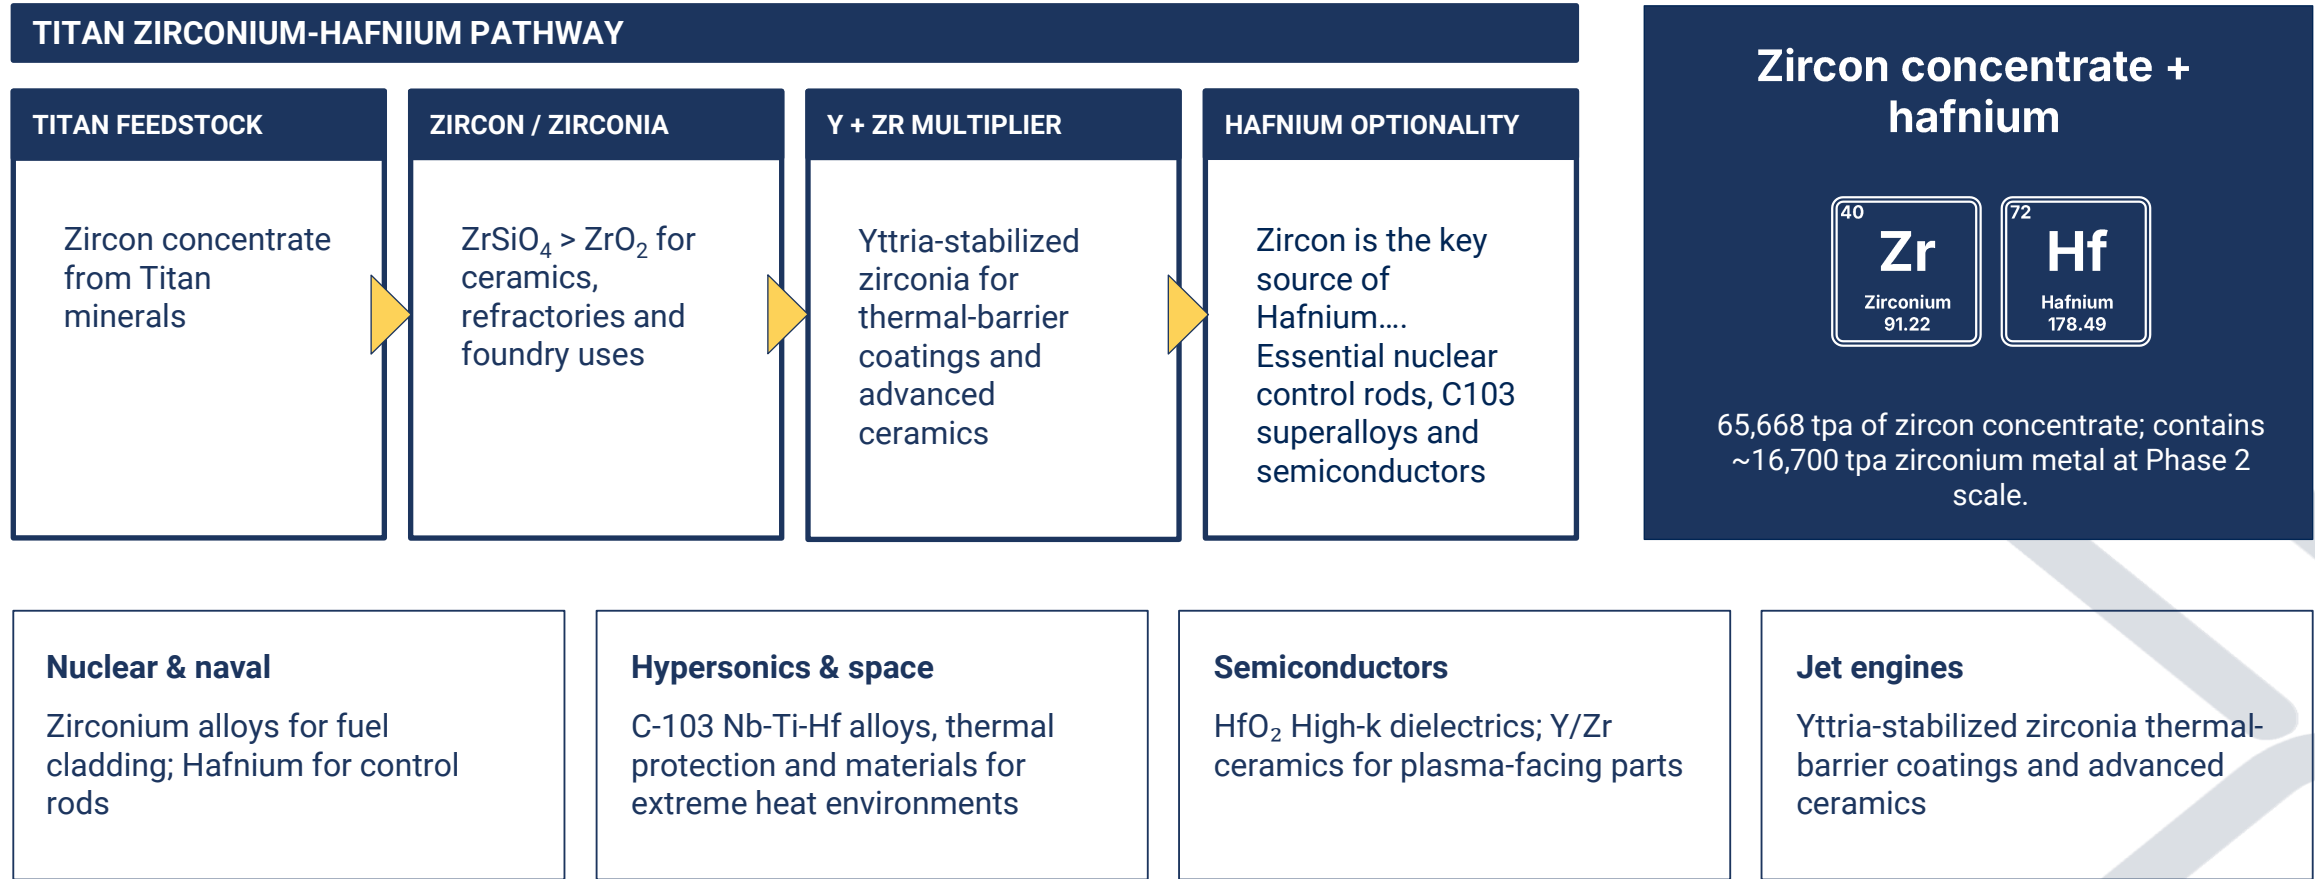 TITAN ZIRCONIUM-HAFNIUM PATHWAY
TITAN FEEDSTOCK
Zircon concentrate
from Titan
minerals
ZIRCON / ZIRCONIA
ZrSiO₄ > ZrO₂ for
ceramics,
refractories and
foundry uses
Y + ZR MULTIPLIER
Yttria-stabilized
zirconia for
thermal-barrier
coatings and
advanced
ceramics
HAFNIUM OPTIONALITY
Zircon is the key
source of
Hafnium....
Essential nuclear
control rods, C103
superalloys and
semiconductors
Zircon concentrate +
hafnium
40
Zr
Zirconium
91.22
72
Hf
Hafnium
178.49
65,668 tpa of zircon concentrate; contains
~16,700 tpa zirconium metal at Phase 2
scale.
Nuclear & naval
Zirconium alloys for fuel
cladding; Hafnium for control
rods
Hypersonics & space
C-103 Nb-Ti-Hf alloys, thermal
protection and materials for
extreme heat environments
Semiconductors
HfO₂ High-k dielectrics; Y/Zr
ceramics for plasma-facing parts
Jet engines
Yttria-stabilized zirconia thermal-
barrier coatings and advanced
ceramics